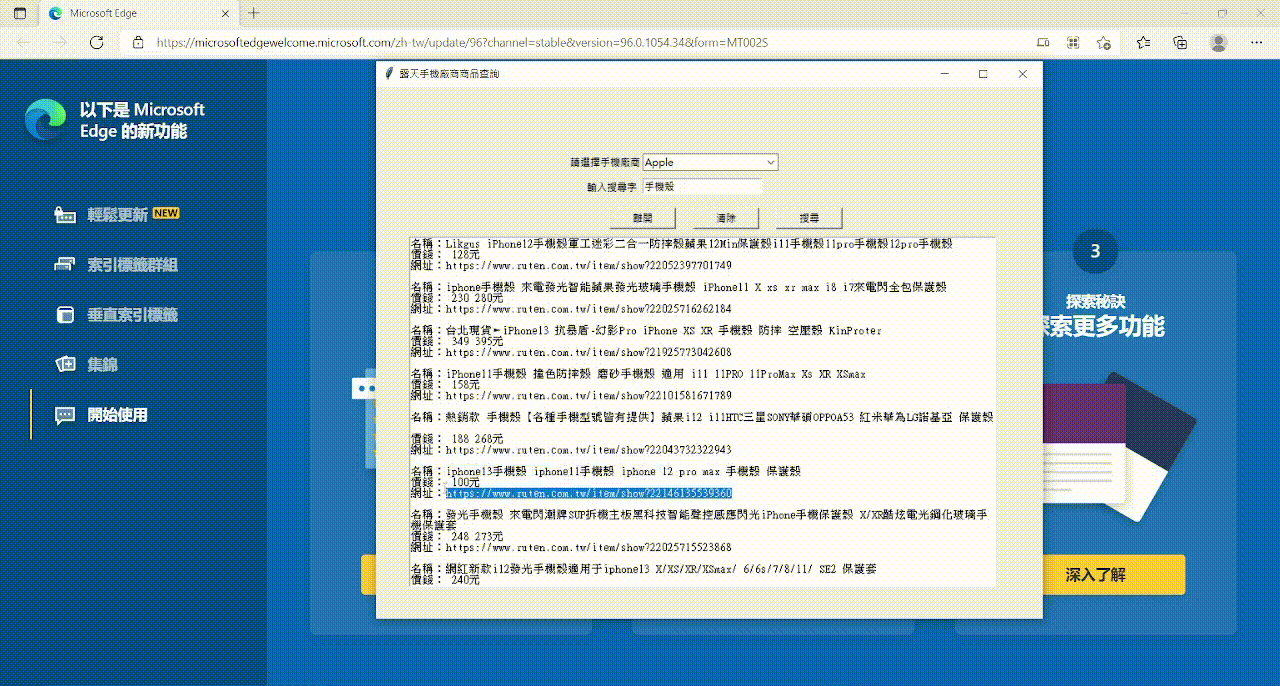 Microsoft Edge
https://microsoftedgewelcome.microsoft.com/zh-tw/update/96?channel=stable&version=96.0.1054.34&form=MT002S
以下是 Microsoft
Edge 的新功能
輕鬆更新 NEW
索引標籤群組
垂直索引標籤
集錦
開始使用
露天手機廠商商品查詢
請選擇手機廠商 Apple
輸入搜尋字 手機殼
離開 清除 搜尋
名稱：Likgus iPhone12手機殼軍工迷彩二合一防摔殼蘋果12Min保護殼i11手機殼11pro手機殼12pro手機殼
價錢： 128元
網址：https://www.ruten.com.tw/item/show?22052397701749
名稱：iphone手機殼 來電發光智能蘋果發光玻璃手機殼 iPhone11 X xs xr max i8 i7來電閃全包保護殼
價錢： 230 280元
網址：https://www.ruten.com.tw/item/show?22025716262184
名稱：台北現貨►iPhone13 抗暴盾-幻影Pro iPhone XS XR 手機殼 防摔 空壓殼 KinProter
價錢： 349 395元
網址：https://www.ruten.com.tw/item/show?21925773042608
名稱：iPhone11手機殼 撞色防摔殼 磨砂手機殼 適用 i11 11PRO 11ProMax Xs XR XSmax
價錢： 158元
網址：https://www.ruten.com.tw/item/show?22101581671789
名稱：熱銷款 手機殼【各種手機型號皆有提供】蘋果i12 i11HTC三星SONY華碩OPPOA53 紅米華為LG諾基亞 保護殼
價錢： 188 268元
網址：https://www.ruten.com.tw/item/show?22043732322943
名稱：iphone13手機殼 iphone11手機殼 iphone 12 pro max 手機殼 保護殼
價錢： 100元
網址：https://www.ruten.com.tw/item/show?22146135539360
名稱：發光手機殼 來電閃潮牌SUP拆機主板黑科技智能聲控感應閃光iPhone手機保護殼 X/XR酷炫電光鋼化玻璃手
機保護套
價錢： 248 273元
網址：https://www.ruten.com.tw/item/show?22025715523868
名稱：網紅新款i12發光手機殼適用于iphone13 X/XS/XR/XSmax/ 6/6s/7/8/11/ SE2 保護套
價錢： 240元
3
探索秘訣
探索更多功能
深入了解